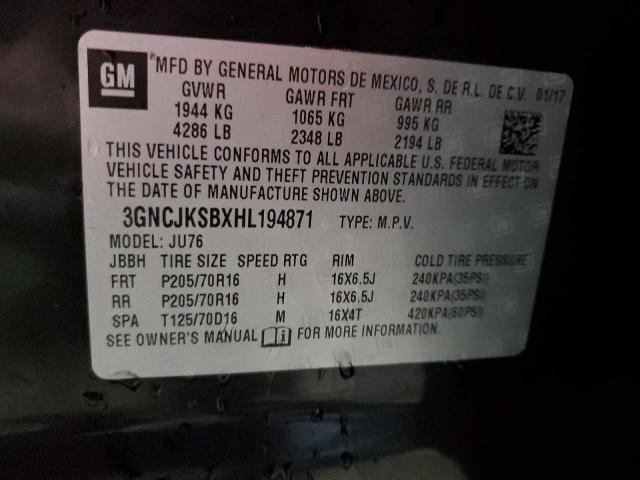 GM
MFD BY GENERAL MOTORS DE MEXICO, S. DE R.L. DE C.V. 01/17
GVWR GAWR FRT GAWR RR
1944 KG 1065 KG 995 KG
4286 LB 2348 LB 2194 LB
THIS VEHICLE CONFORMS TO ALL APPLICABLE U.S. FEDERAL MOTOR
VEHICLE SAFETY AND THEFT PREVENTION STANDARDS IN EFFECT ON
THE DATE OF MANUFACTURE SHOWN ABOVE.
3GNCJKSBXHL194871 TYPE: M.P.V.
MODEL: JU76
JBBH TIRE SIZE SPEED RTG RIM COLD TIRE PRESSURE
FRT P205/70R16 H 16X6.5J 240KPA(35PSI)
RR P205/70R16 H 16X6.5J 240KPA(35PSI)
SPA T125/70D16 M 16X4T 420KPA(60PSI)
SEE OWNER'S MANUAL FOR MORE INFORMATION.